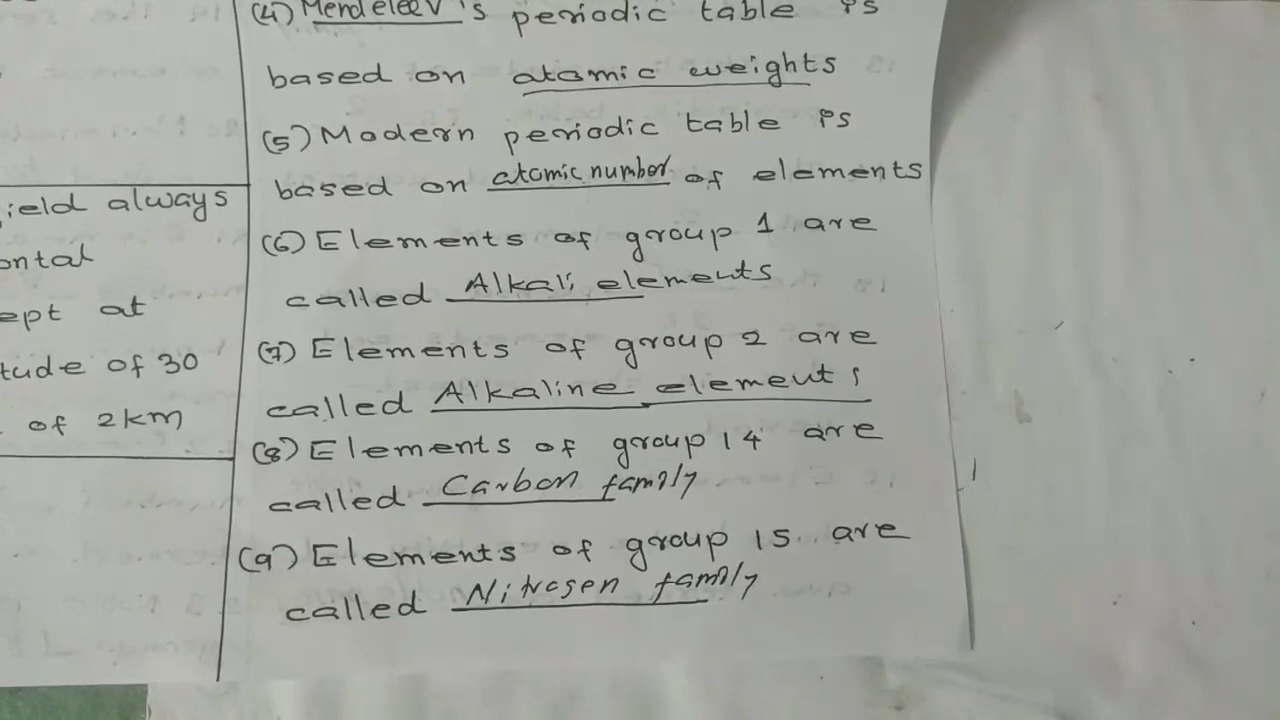 ield always
ontal
ept at
tude of 30
of 2km
(4) Mendeleev's periodic table is
based on atomic weights
(5) Modern periodic table is
based on atomic number of elements
(6) Elements of group 1 are
called Alkali elements
(7) Elements of group 2 are
called Alkaline elements
(8) Elements of group 14 are
called Carbon family
(9) Elements of group 15 are
called Nitrogen family